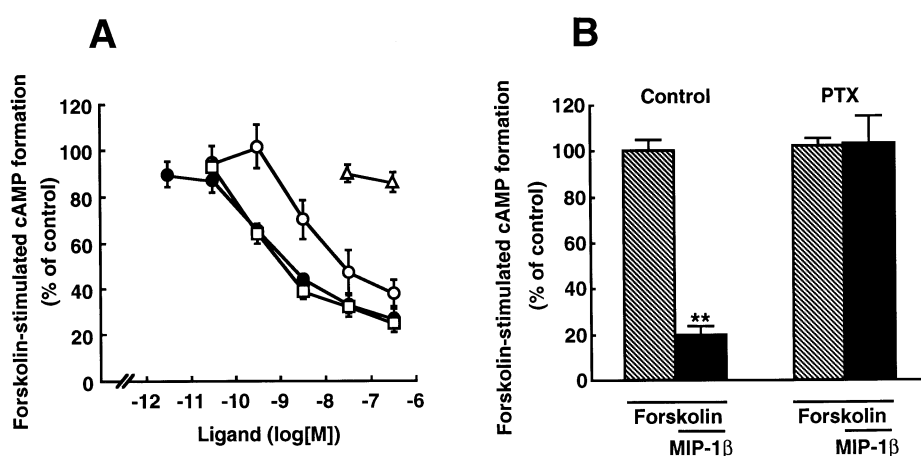 A
Forskolin-stimulated cAMP formation
(% of control)
120
100
80
60
40
20
0
-12 -11 -10 -9 -8 -7 -6
Ligand (log[M])
B
Forskolin-stimulated cAMP formation
(% of control)
120
100
80
60
40
20
0
Control PTX
**
Forskolin Forskolin
MIP-1β MIP-1β